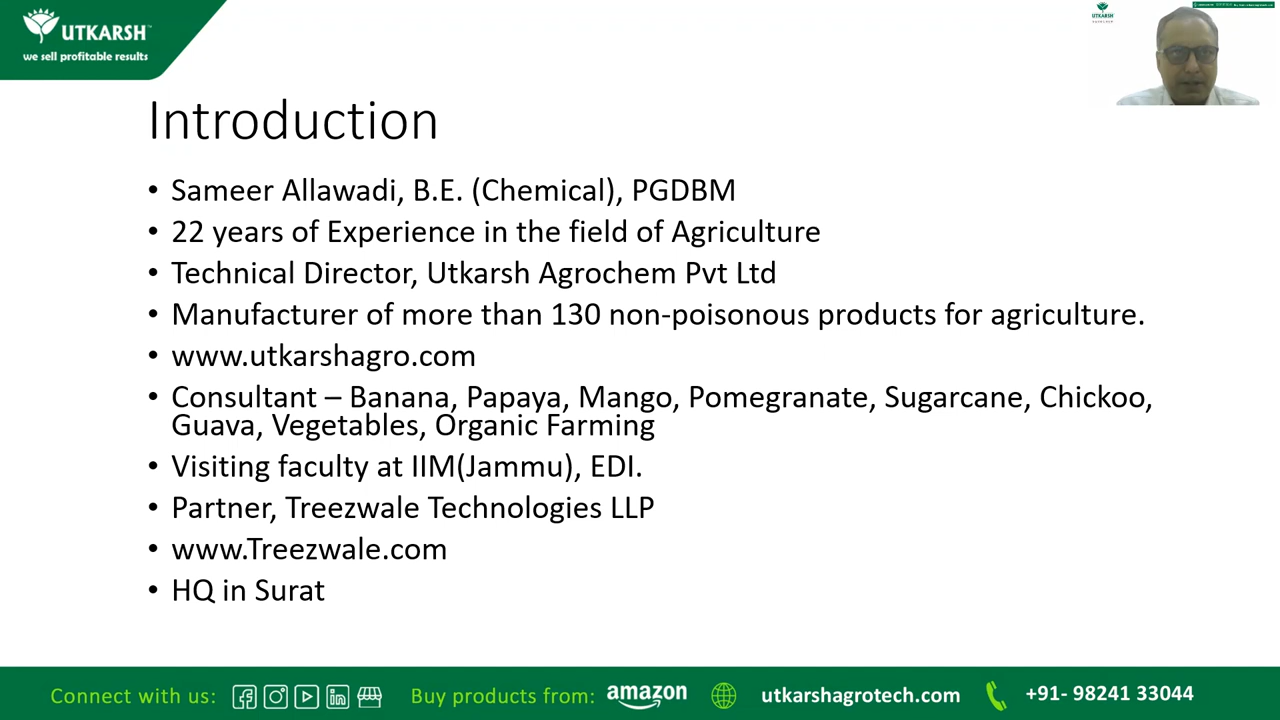 UTKARSH
we sell profitable results
UTKARSH
Introduction
• Sameer Allawadi, B.E. (Chemical), PGDBM
• 22 years of Experience in the field of Agriculture
• Technical Director, Utkarsh Agrochem Pvt Ltd
• Manufacturer of more than 130 non-poisonous products for agriculture.
• www.utkarshagro.com
• Consultant – Banana, Papaya, Mango, Pomegranate, Sugarcane, Chickoo,
Guava, Vegetables, Organic Farming
• Visiting faculty at IIM(Jammu), EDI.
• Partner, Treezwale Technologies LLP
• www.Treezwale.com
• HQ in Surat
Connect with us: Buy products from: amazon utkarshagrotech.com +91- 98241 33044